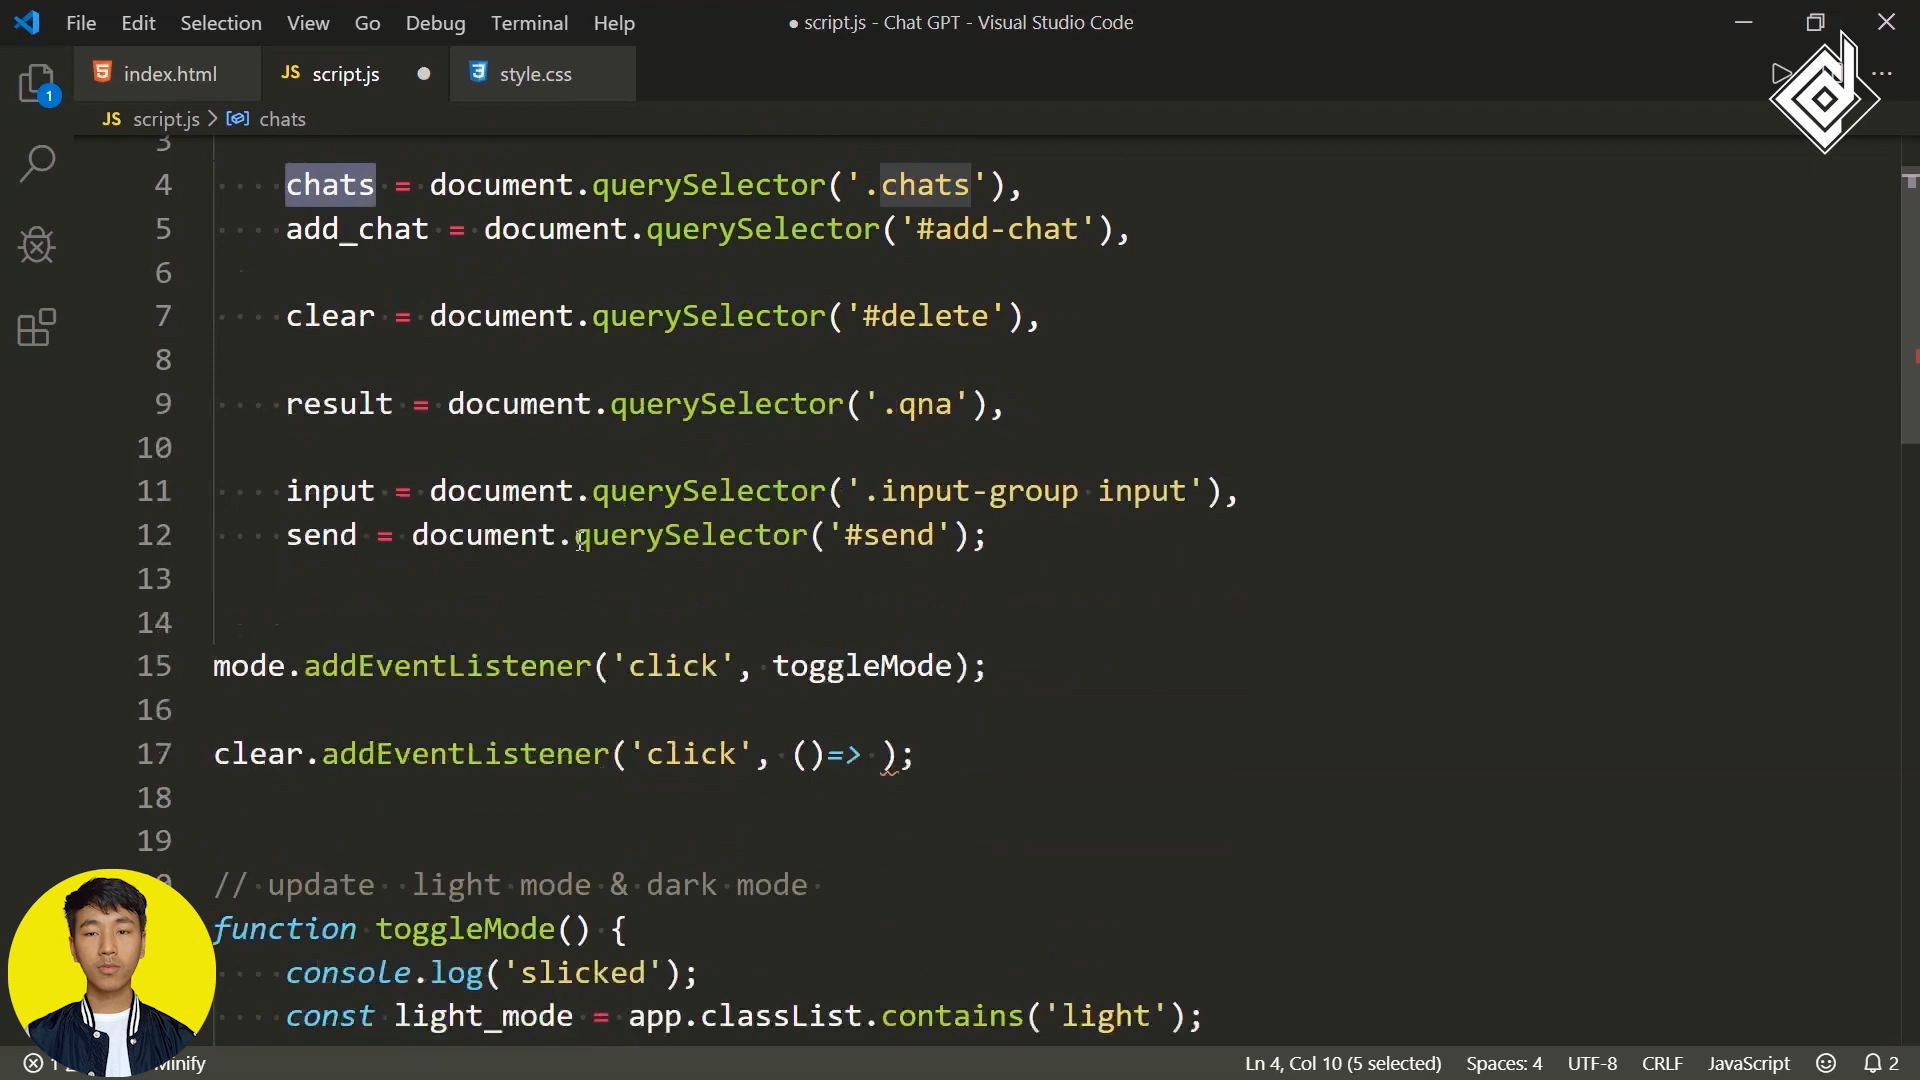 File Edit Selection View Go Debug Terminal Help
● script.js - Chat GPT - Visual Studio Code
index.html
JS script.js
style.css
JS script.js > chats
1
3
4 chats = document.querySelector('.chats'),
5 add_chat = document.querySelector('#add-chat'),
6
7 clear = document.querySelector('#delete'),
8
9 result = document.querySelector('.qna'),
10
11 input = document.querySelector('.input-group input'),
12 send = document.querySelector('#send');
13
14
15 mode.addEventListener('click', toggleMode);
16
17 clear.addEventListener('click', ()=> );
18
19
// update light mode & dark mode
function toggleMode() {
console.log('slicked');
const light_mode = app.classList.contains('light');
Ln 4, Col 10 (5 selected) Spaces: 4 UTF-8 CRLF JavaScript 2